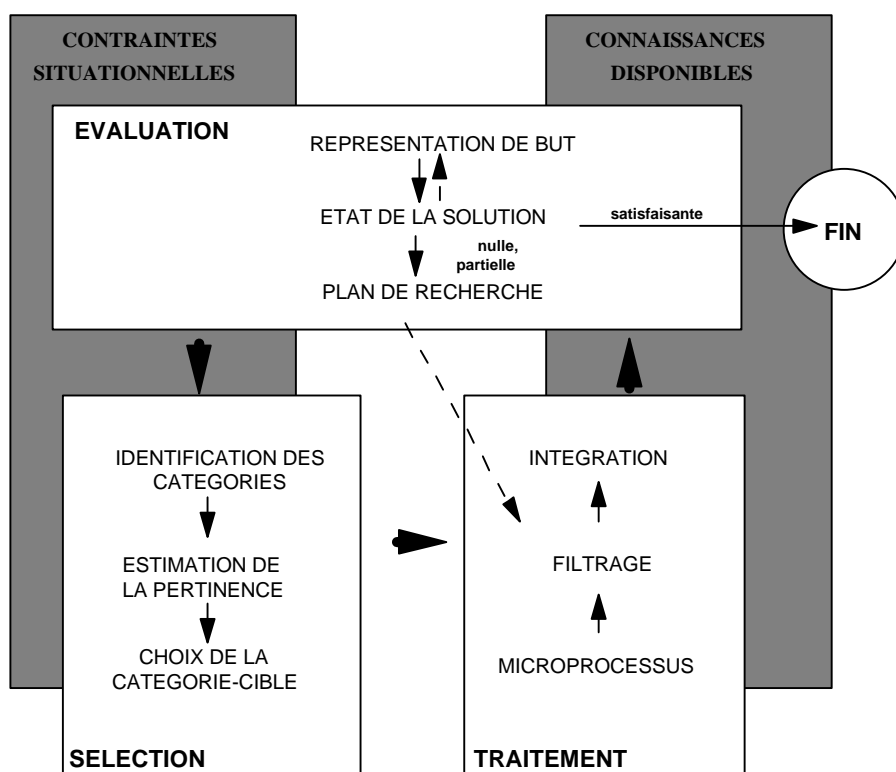 CONTRAINTES
SITUATIONNELLES
CONNAISSANCES
DISPONIBLES
EVALUATION
REPRESENTATION DE BUT
ETAT DE LA SOLUTION
satisfaisante
FIN
nulle,
partielle
PLAN DE RECHERCHE
IDENTIFICATION DES
CATEGORIES
ESTIMATION DE
LA PERTINENCE
CHOIX DE LA
CATEGORIE-CIBLE
SELECTION
INTEGRATION
FILTRAGE
MICROPROCESSUS
TRAITEMENT